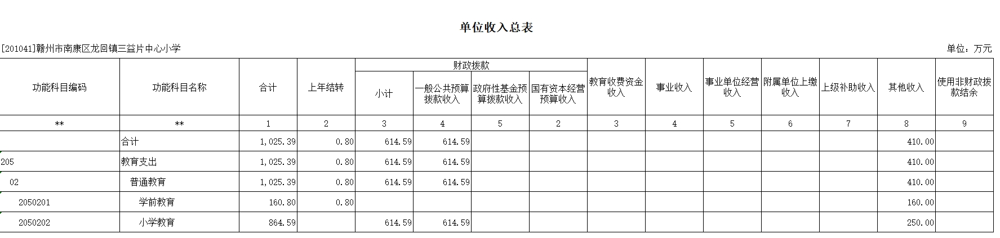 单位收入总表
[201041]赣州市南康区龙回镇三益片中心小学 单位：万元
财政拨款
功能科目编码 功能科目名称 合计 上年结转 小计 一般公共预算 政府性基金预 国有资本经营 教育收费资金 事业收入 事业单位经营 附属单位上缴 上级补助收入 其他收入 使用非财政拨
拨款收入 算拨款收入 预算收入 收入 收入 收入 款结余
** ** 1 2 3 4 5 2 3 4 5 6 7 8 9
合计 1,025.39 0.80 614.59 614.59 410.00
205 教育支出 1,025.39 0.80 614.59 614.59 410.00
02 普通教育 1,025.39 0.80 614.59 614.59 410.00
2050201 学前教育 160.80 0.80 160.00
2050202 小学教育 864.59 614.59 614.59 250.00